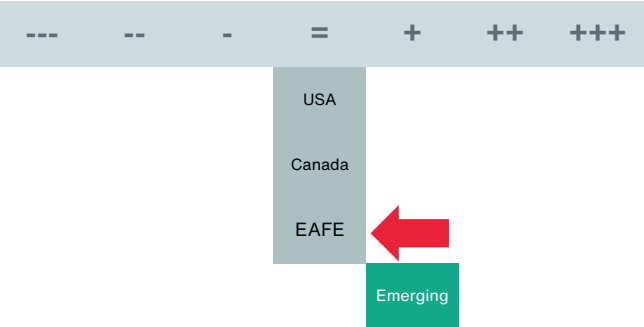 --- -- - = + ++ +++
USA
Canada
EAFE
Emerging